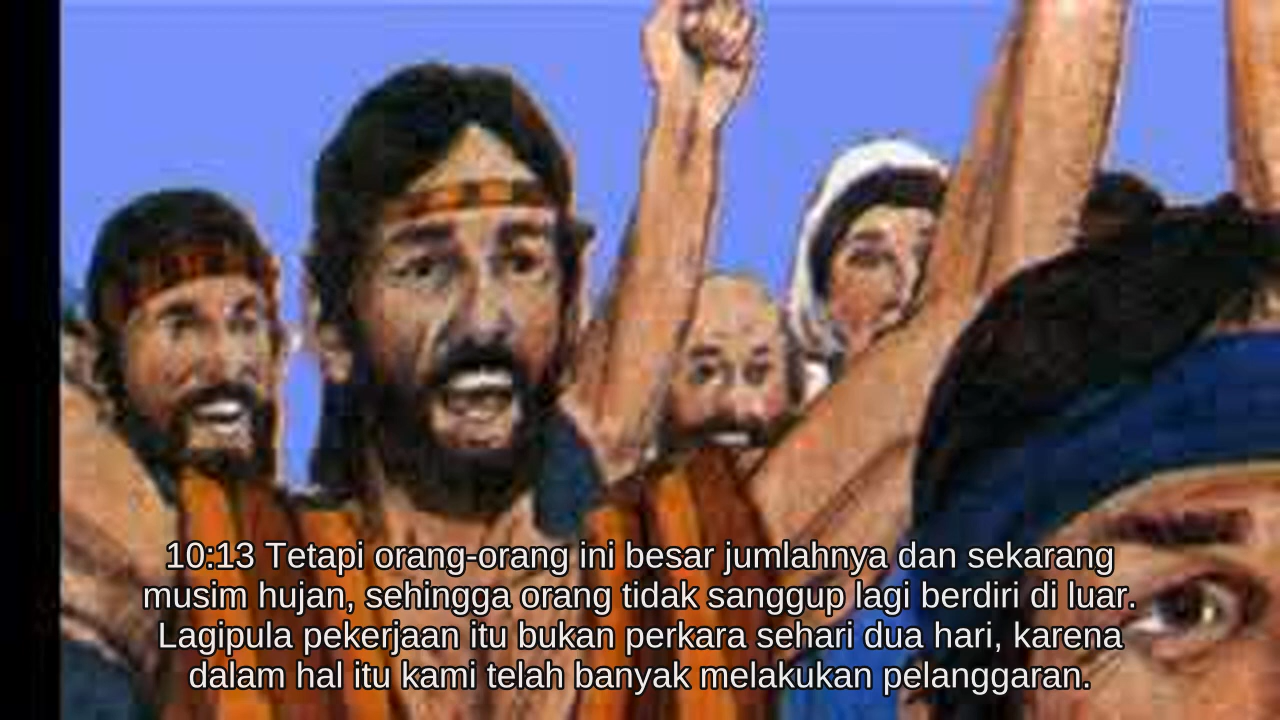 10:13 Tetapi orang-orang ini besar jumlahnya dan sekarang
musim hujan, sehingga orang tidak sanggup lagi berdiri di luar.
Lagipula pekerjaan itu bukan perkara sehari dua hari, karena
dalam hal itu kami telah banyak melakukan pelanggaran.